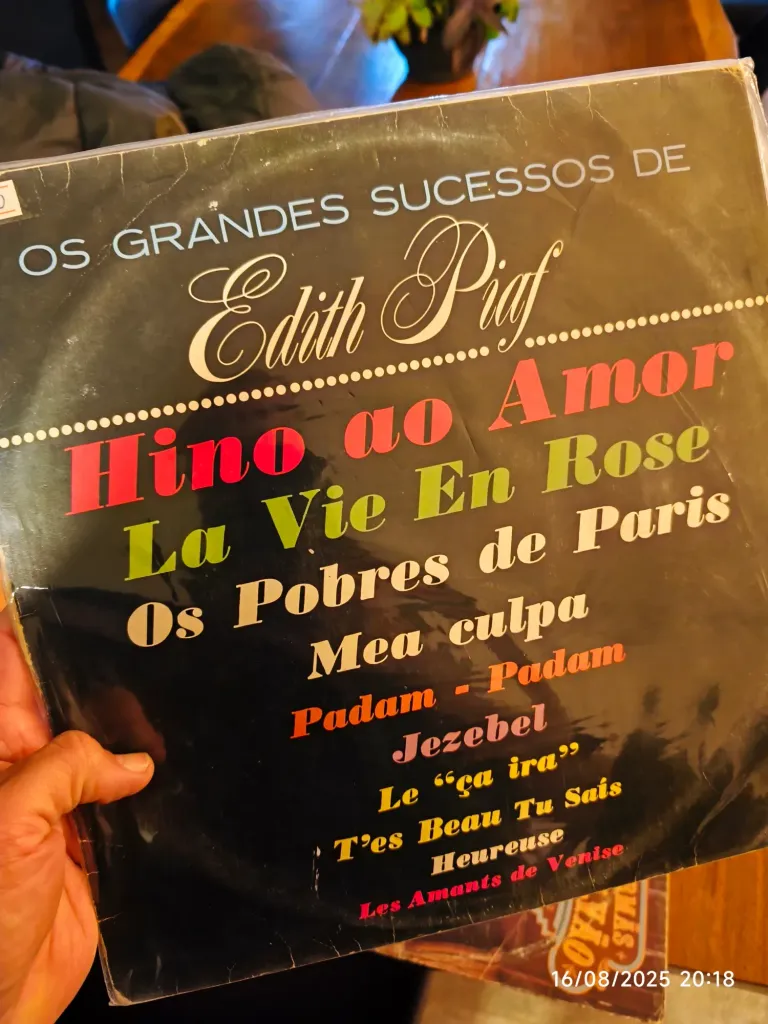 OS GRANDES SUCESSOS DE
Edith Piaf
Hino ao Amor
La Vie En Rose
Os Pobres de Paris
Mea culpa
Padam - Padam
Jezebel
Le “ça ira”
T'es Beau Tu Saís
Heureuse
Les Amants de Venise
16/08/2025 20:18